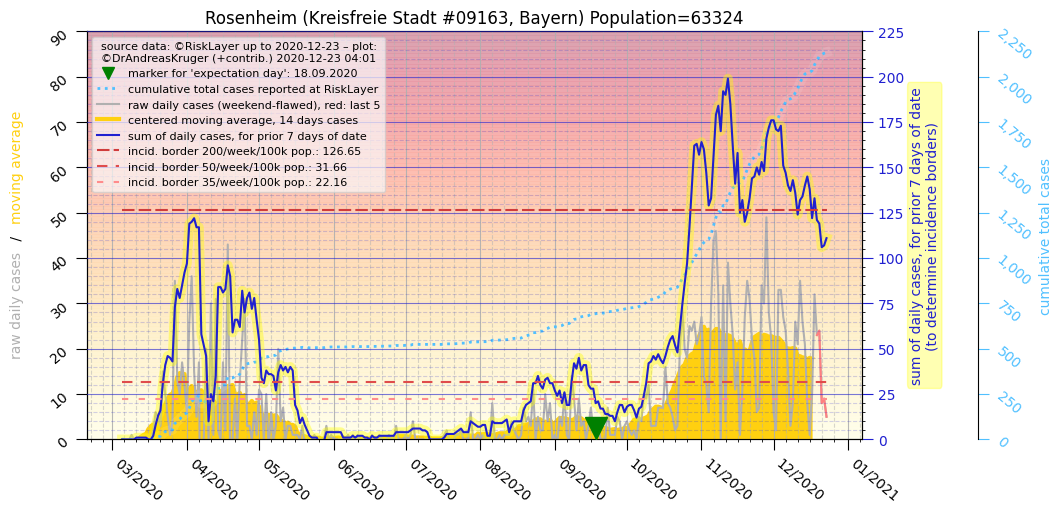 Rosenheim (Kreisfreie Stadt #09163, Bayern) Population=63324
source data: ©RiskLayer up to 2020-12-23 – plot:
©DrAndreasKruger (+contrib.) 2020-12-23 04:01
marker for 'expectation day': 18.09.2020
cumulative total cases reported at RiskLayer
raw daily cases (weekend-flawed), red: last 5
centered moving average, 14 days cases
sum of daily cases, for prior 7 days of date
incid. border 200/week/100k pop.: 126.65
incid. border 50/week/100k pop.: 31.66
incid. border 35/week/100k pop.: 22.16
raw daily cases / moving average
90
80
70
60
50
40
30
20
10
0
225
200
175
150
125
100
75
50
25
0
sum of daily cases, for prior 7 days of date
(to determine incidence borders)
2,250
2,000
1,750
1,500
1,250
1,000
750
500
250
0
cumulative total cases
03/2020
04/2020
05/2020
06/2020
07/2020
08/2020
09/2020
10/2020
11/2020
12/2020
01/2021